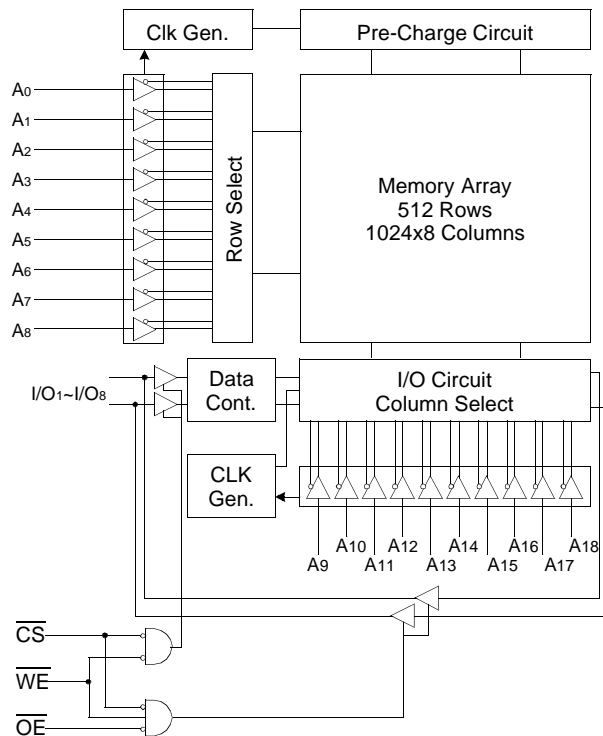 Clk Gen.
Pre-Charge Circuit
A0
A1
A2
A3
A4
A5
A6
A7
A8
Row Select
Memory Array
512 Rows
1024x8 Columns
I/O1~I/O8
Data
Cont.
I/O Circuit
Column Select
CLK
Gen.
A10 A12 A14 A16 A18
A9 A11 A13 A15 A17
CS
WE
OE